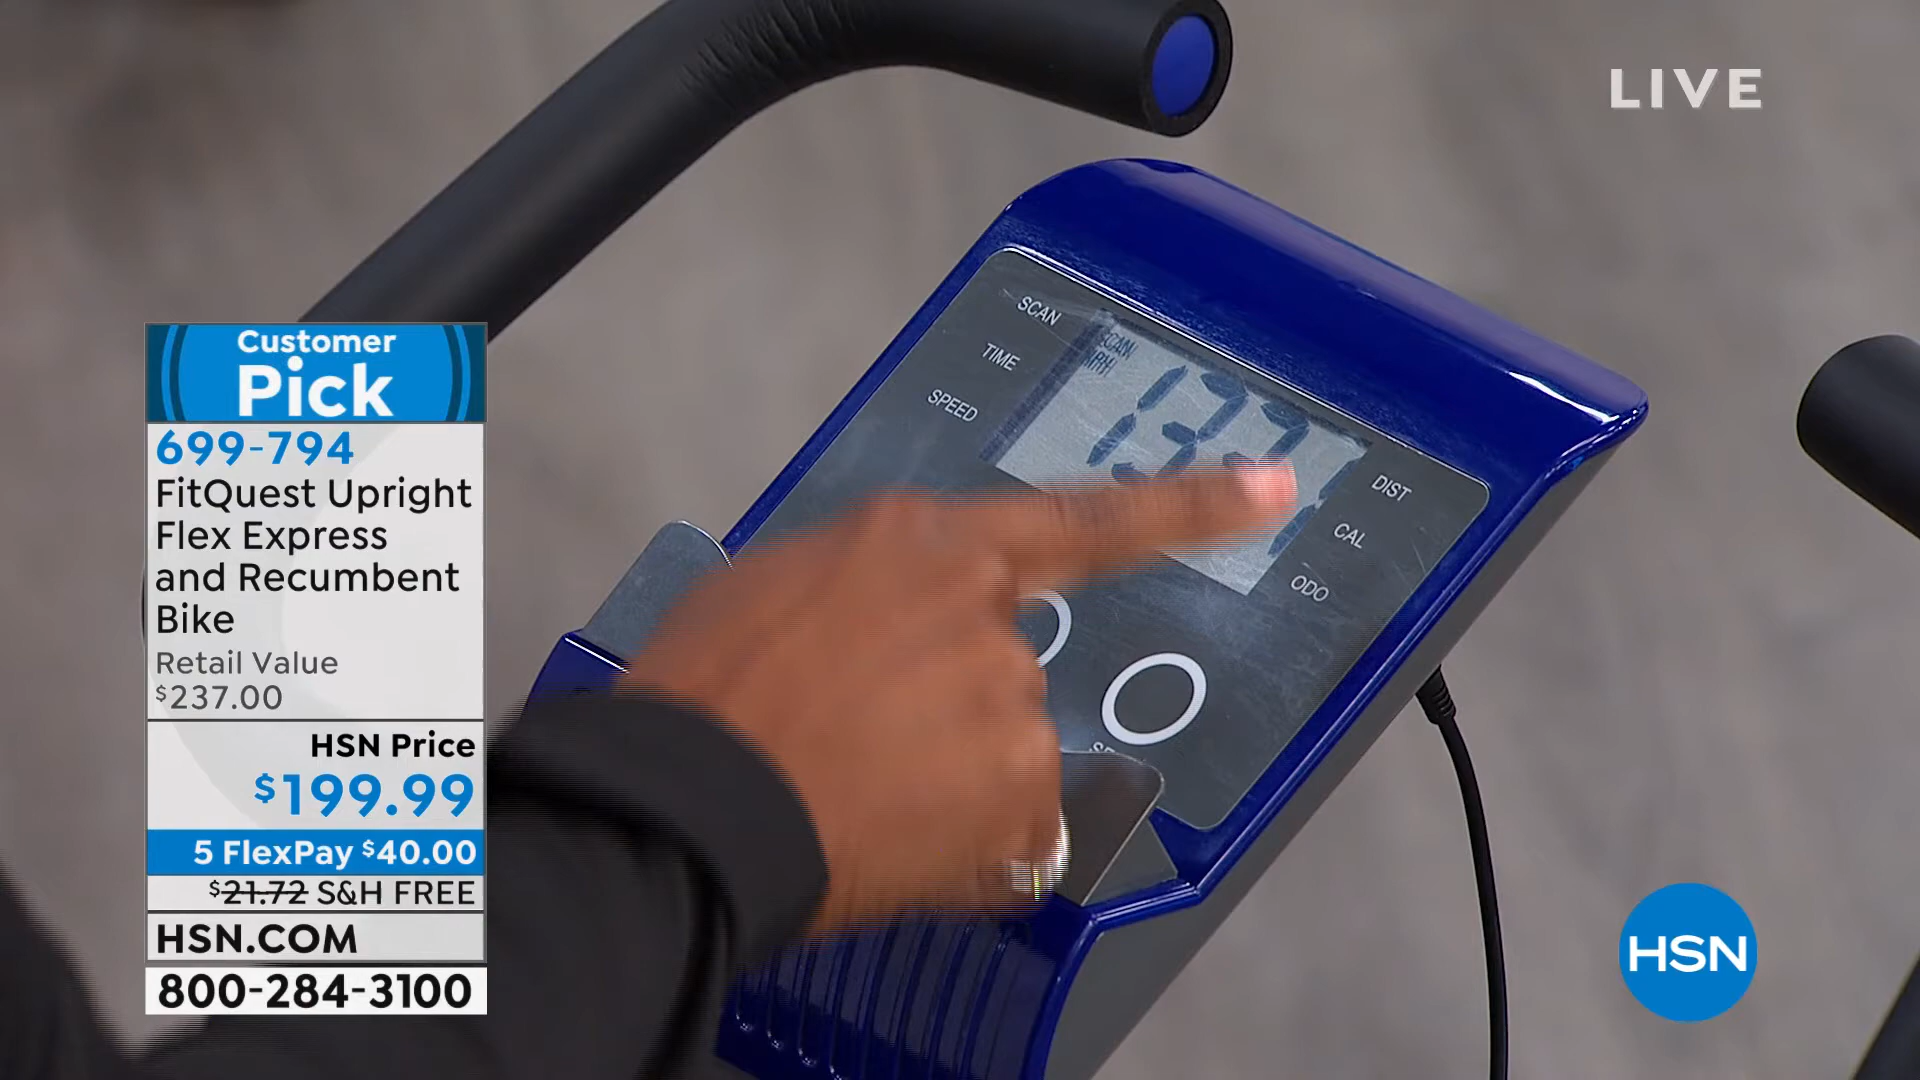 LIVE
Customer
Pick
699-794
FitQuest Upright
Flex Express
and Recumbent
Bike
Retail Value
$237.00
HSN Price
$199.99
5 FlexPay $40.00
$21.72 S&H FREE
HSN.COM
800-284-3100
SCAN
TIME
SPEED
SCAN
DIST
CAL
ODO
HSN